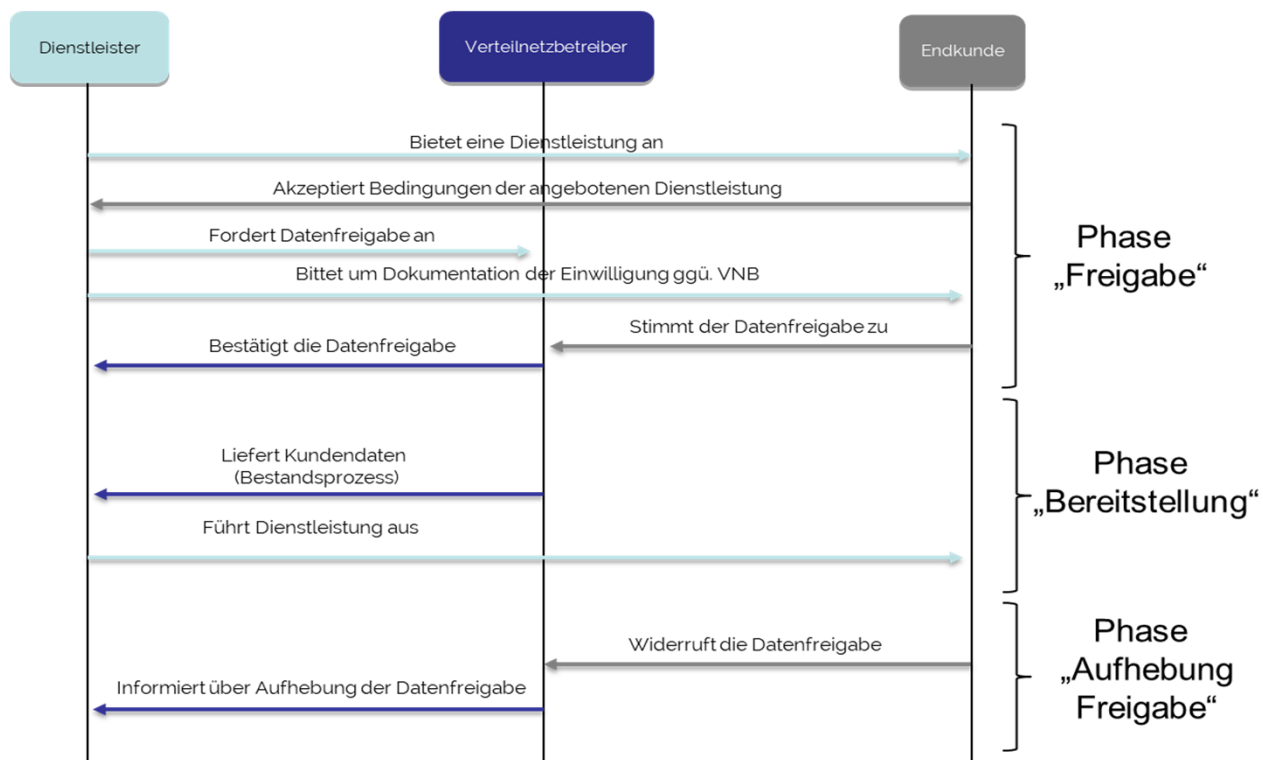 Dienstleister
Verteilnetzbetreiber
Endkunde
Bietet eine Dienstleistung an
Akzeptiert Bedingungen der angebotenen Dienstleistung
Fordert Datenfreigabe an
Bittet um Dokumentation der Einwilligung ggü. VNB
Stimmt der Datenfreigabe zu
Bestätigt die Datenfreigabe
Phase
„Freigabe“
Liefert Kundendaten
(Bestandsprozess)
Führt Dienstleistung aus
Phase
„Bereitstellung“
Widerruft die Datenfreigabe
Informiert über Aufhebung der Datenfreigabe
Phase
„Aufhebung
Freigabe“